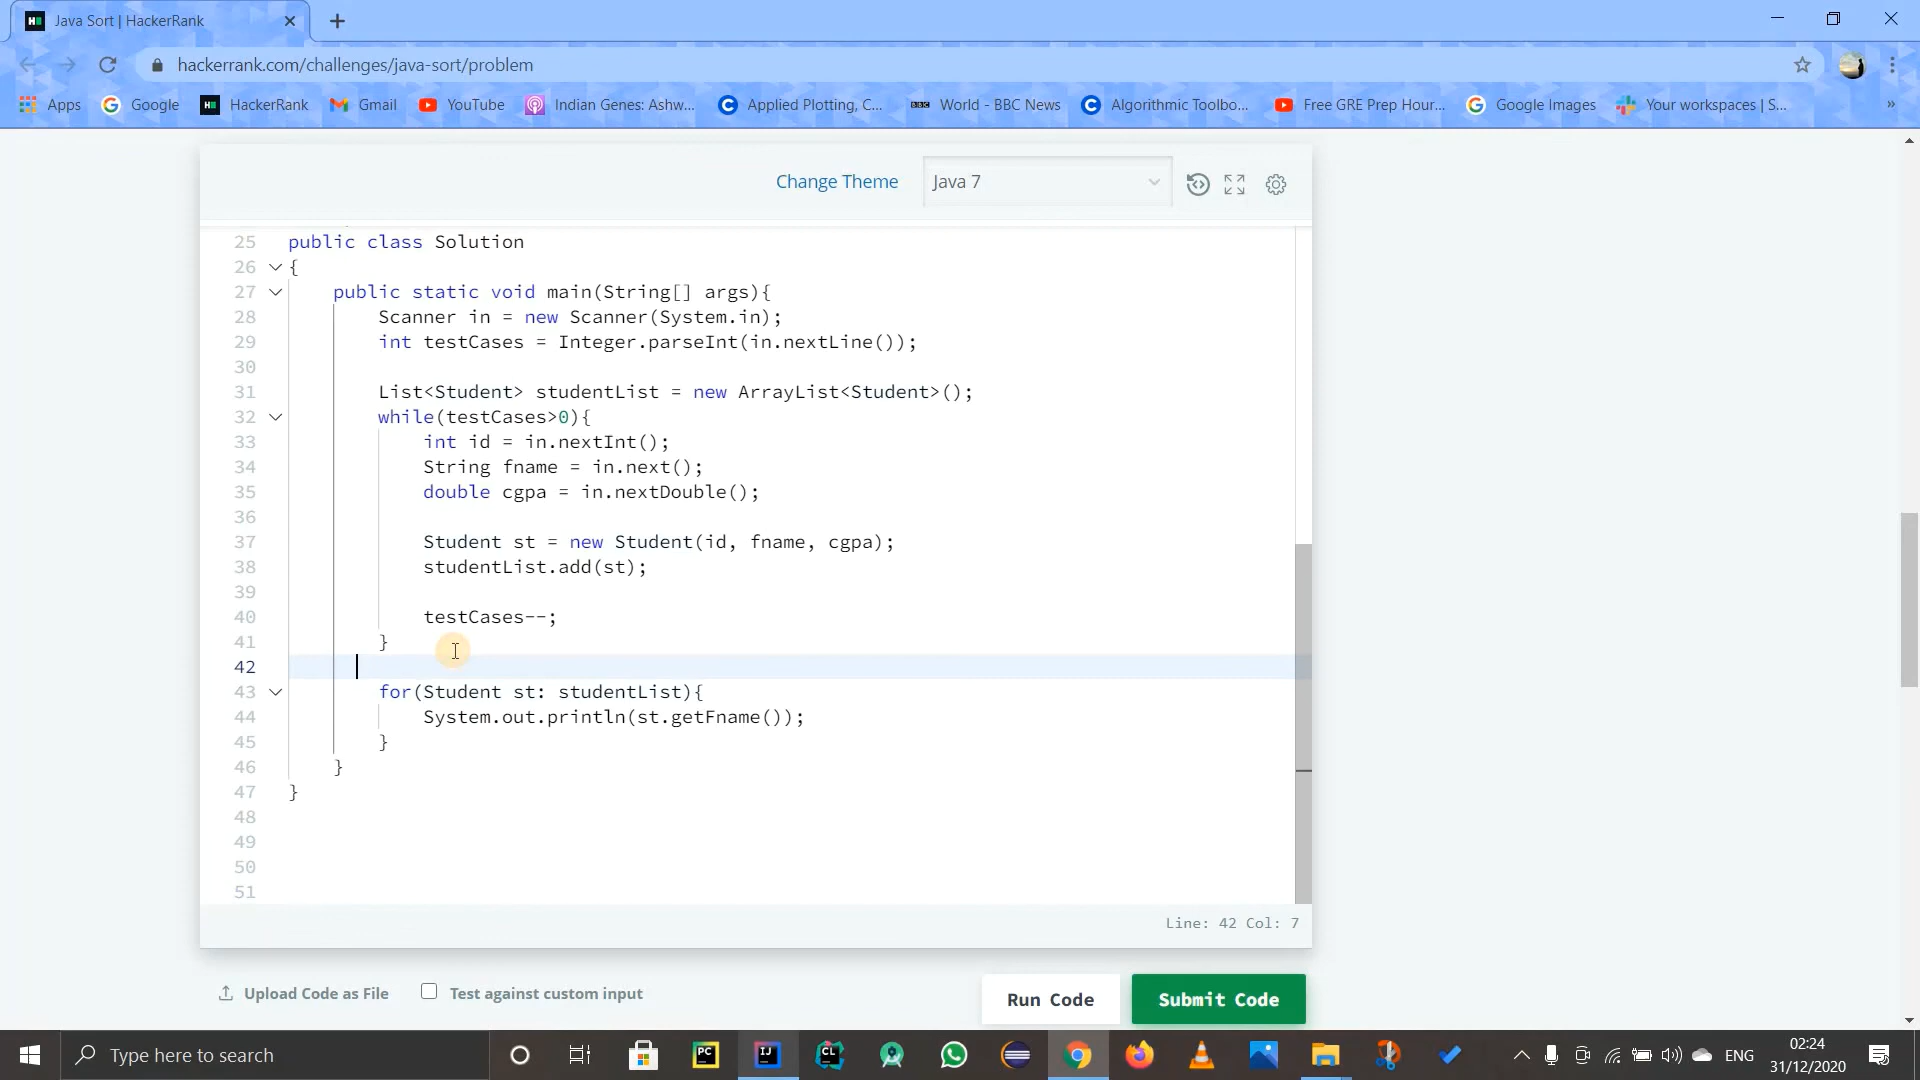 Java Sort | HackerRank
hackerrank.com/challenges/java-sort/problem
Apps Google HackerRank Gmail YouTube Indian Genes: Ashw... Applied Plotting, C... World - BBC News Algorithmic Toolbo... Free GRE Prep Hour... Google Images Your workspaces | S... »
Change Theme Java 7
25 public class Solution
26 {
27 public static void main(String[] args){
28 Scanner in = new Scanner(System.in);
29 int testCases = Integer.parseInt(in.nextLine());
30
31 List<Student> studentList = new ArrayList<Student>();
32 while(testCases>0){
33 int id = in.nextInt();
34 String fname = in.next();
35 double cgpa = in.nextDouble();
36
37 Student st = new Student(id, fname, cgpa);
38 studentList.add(st);
39
40 testCases--;
41 }
42
43 for(Student st: studentList){
44 System.out.println(st.getFname());
45 }
46 }
47 }
48
49
50
51
Line: 42 Col: 7
Upload Code as File Test against custom input Run Code Submit Code
Type here to search PC IJ CL ENG 02:24
31/12/2020